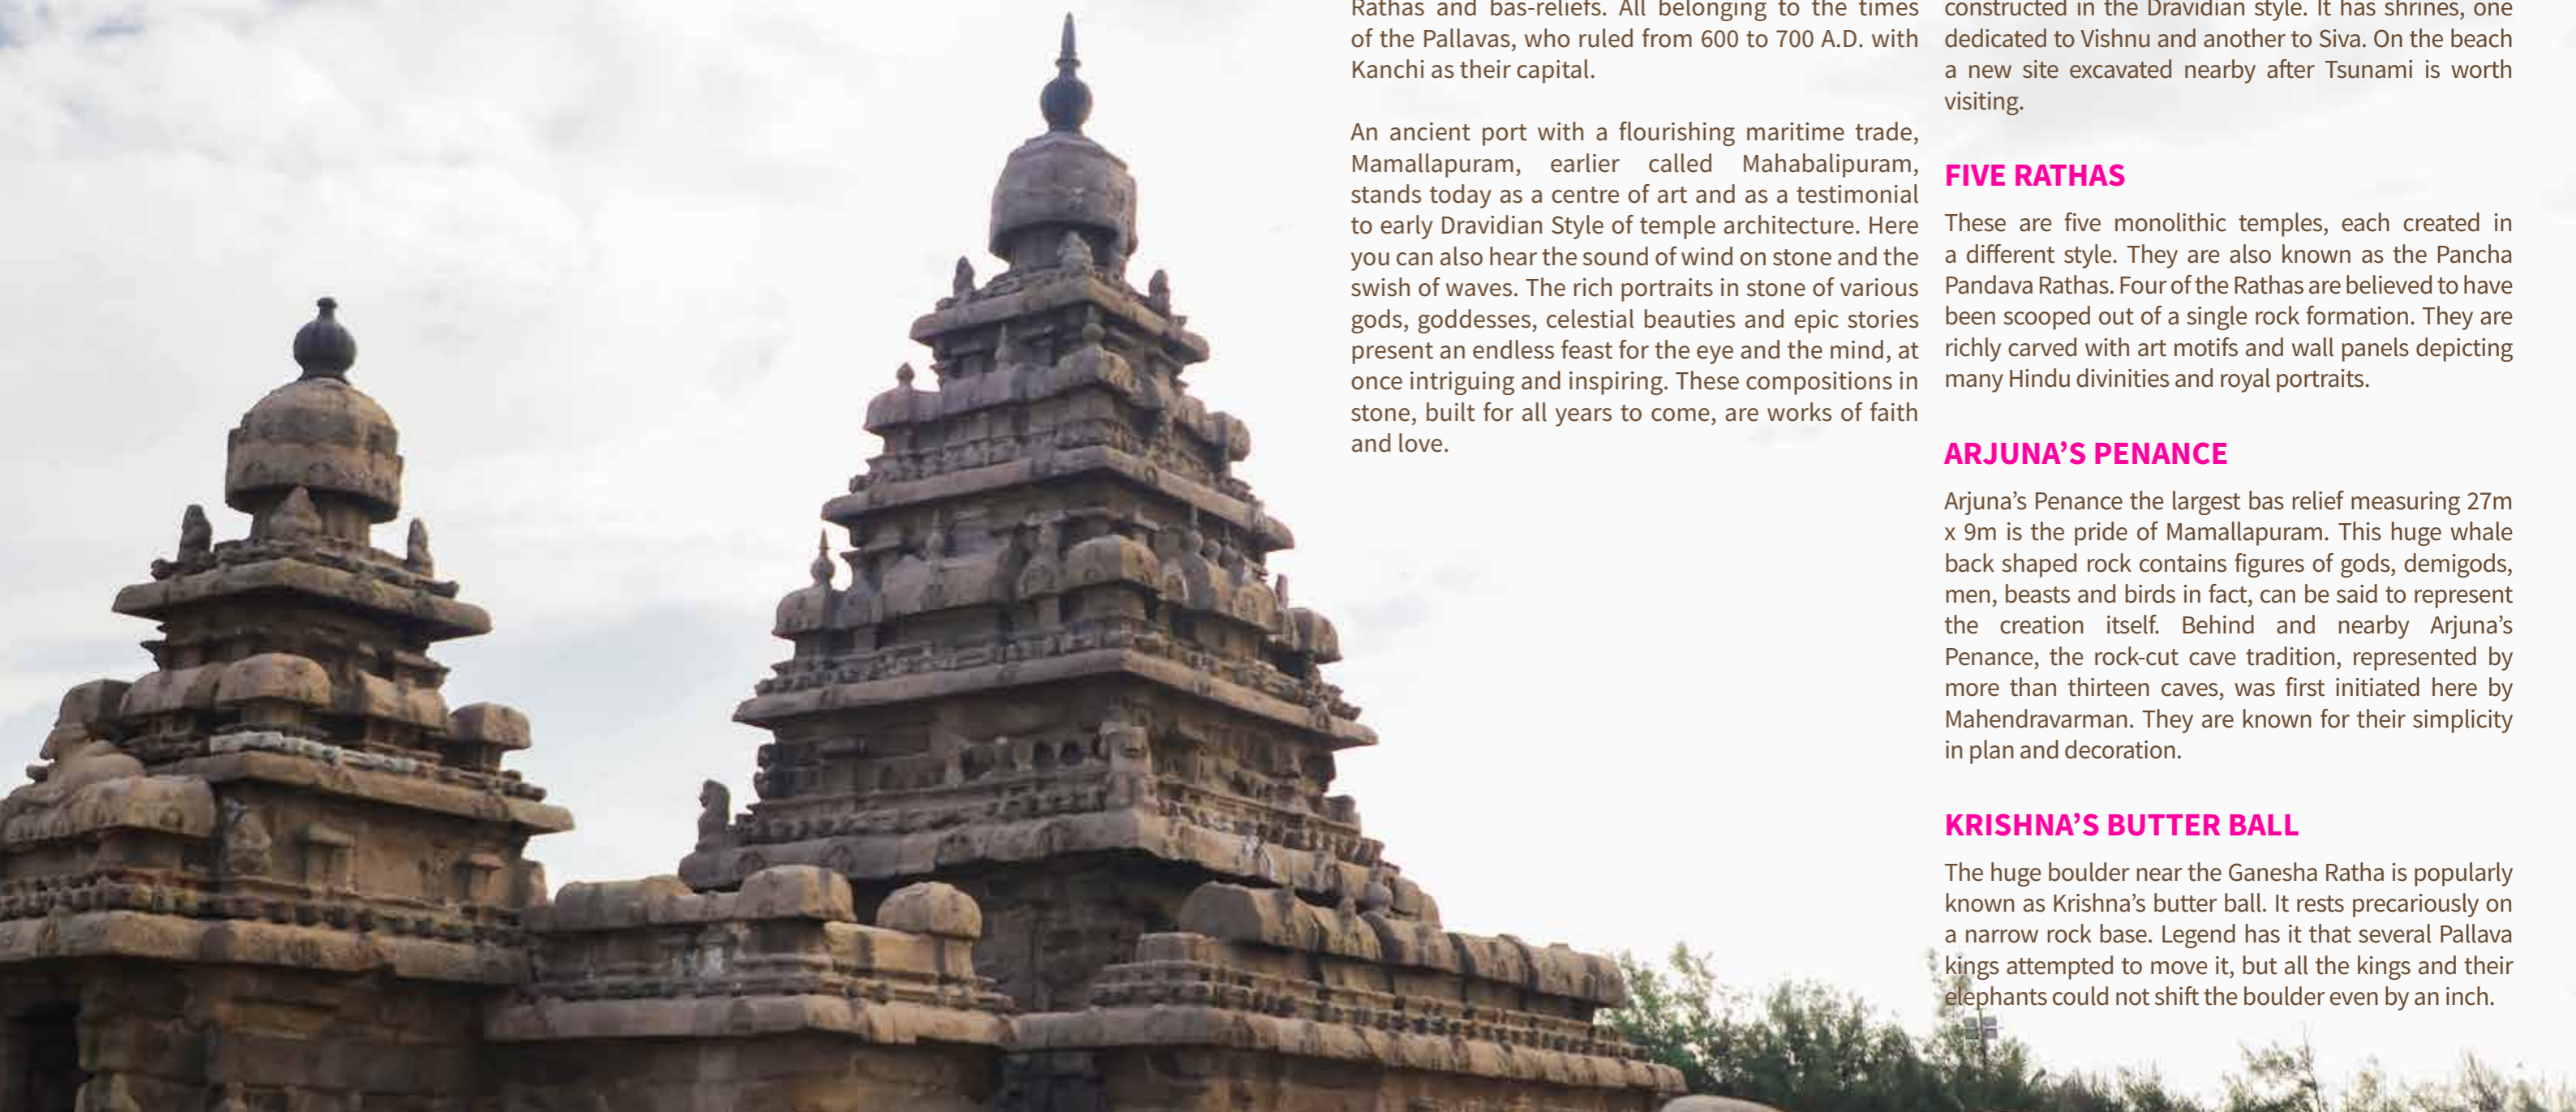 Rathas and bas-reliefs. All belonging to the times
of the Pallavas, who ruled from 600 to 700 A.D. with
Kanchi as their capital.
An ancient port with a flourishing maritime trade,
Mamallapuram, earlier called Mahabalipuram,
stands today as a centre of art and as a testimonial
to early Dravidian Style of temple architecture. Here
you can also hear the sound of wind on stone and the
swish of waves. The rich portraits in stone of various
gods, goddesses, celestial beauties and epic stories
present an endless feast for the eye and the mind, at
once intriguing and inspiring. These compositions in
stone, built for all years to come, are works of faith
and love.
constructed in the Dravidian style. It has shrines, one
dedicated to Vishnu and another to Siva. On the beach
a new site excavated nearby after Tsunami is worth
visiting.
FIVE RATHAS
These are five monolithic temples, each created in
a different style. They are also known as the Pancha
Pandava Rathas. Four of the Rathas are believed to have
been scooped out of a single rock formation. They are
richly carved with art motifs and wall panels depicting
many Hindu divinities and royal portraits.
ARJUNA’S PENANCE
Arjuna’s Penance the largest bas relief measuring 27m
x 9m is the pride of Mamallapuram. This huge whale
back shaped rock contains figures of gods, demigods,
men, beasts and birds in fact, can be said to represent
the creation itself. Behind and nearby Arjuna’s
Penance, the rock-cut cave tradition, represented by
more than thirteen caves, was first initiated here by
Mahendravarman. They are known for their simplicity
in plan and decoration.
KRISHNA’S BUTTER BALL
The huge boulder near the Ganesha Ratha is popularly
known as Krishna’s butter ball. It rests precariously on
a narrow rock base. Legend has it that several Pallava
kings attempted to move it, but all the kings and their
elephants could not shift the boulder even by an inch.